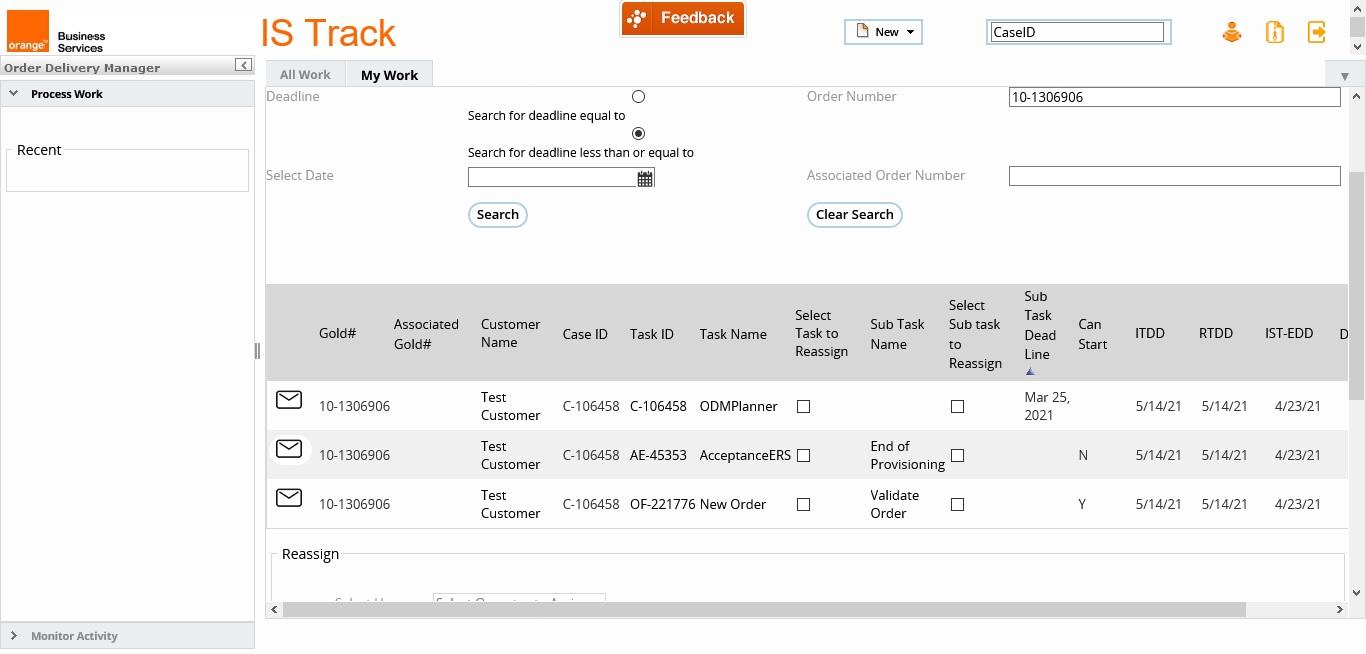 orange™
Business
Services
IS Track
Feedback
New
CaseID
Order Delivery Manager
Process Work
Recent
Monitor Activity
All Work
My Work
Deadline
Search for deadline equal to
Search for deadline less than or equal to
Order Number
10-1306906
Select Date
Associated Order Number
Search
Clear Search
Gold# Associated Gold# Customer Name Case ID Task ID Task Name Select Task to Reassign Sub Task Name Select Sub task to Reassign Sub Task Dead Line Can Start ITDD RTDD IST-EDD D
10-1306906 Test Customer C-106458 C-106458 ODMPlanner Mar 25, 2021 5/14/21 5/14/21 4/23/21
10-1306906 Test Customer C-106458 AE-45353 AcceptanceERS End of Provisioning N 5/14/21 5/14/21 4/23/21
10-1306906 Test Customer C-106458 OF-221776 New Order Validate Order Y 5/14/21 5/14/21 4/23/21
Reassign